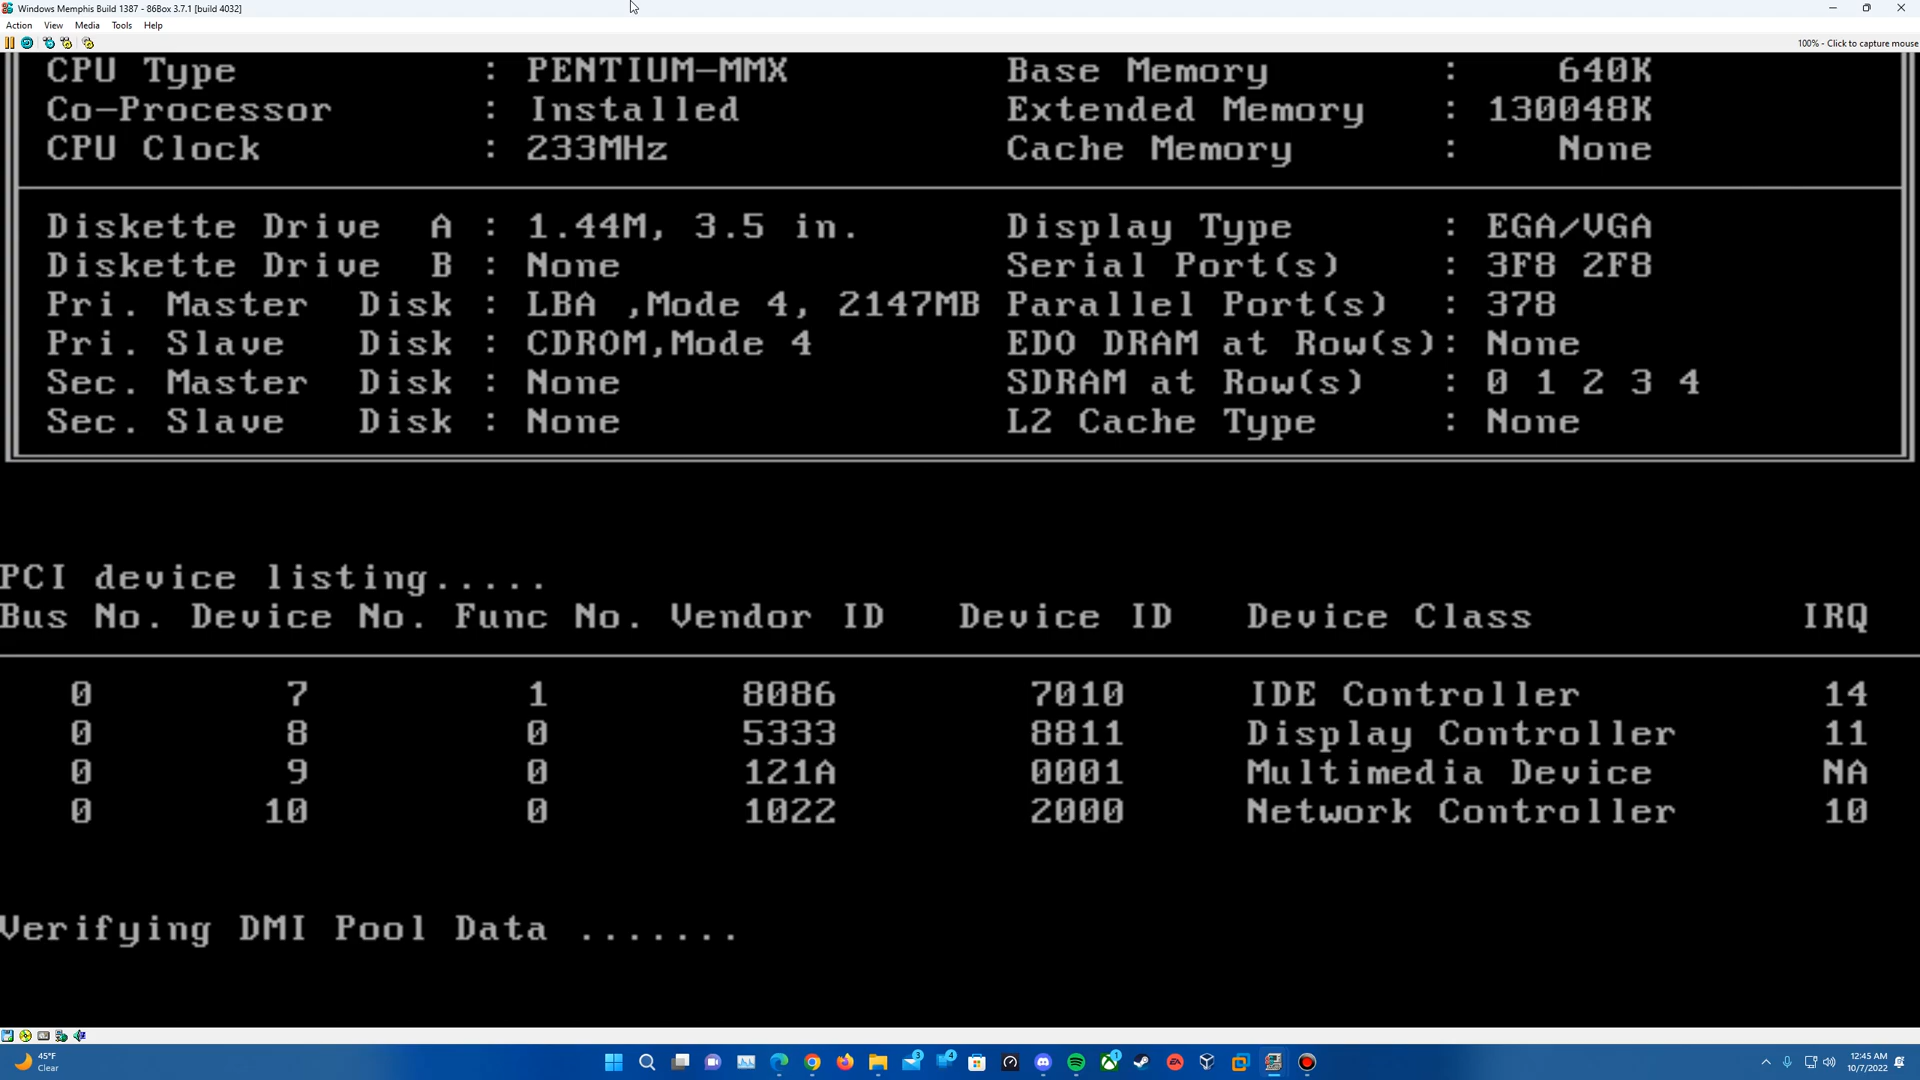 Windows Memphis Build 1387 - 86Box 3.7.1 [build 4032]
Action View Media Tools Help
100% - Click to capture mouse
CPU Type : PENTIUM-MMX Base Memory : 640K
Co-Processor : Installed Extended Memory : 130048K
CPU Clock : 233MHz Cache Memory : None
Diskette Drive A : 1.44M, 3.5 in. Display Type : EGA/VGA
Diskette Drive B : None Serial Port(s) : 3F8 2F8
Pri. Master Disk : LBA ,Mode 4, 2147MB Parallel Port(s) : 378
Pri. Slave Disk : CDROM,Mode 4 EDO DRAM at Row(s): None
Sec. Master Disk : None SDRAM at Row(s) : 0 1 2 3 4
Sec. Slave Disk : None L2 Cache Type : None
PCI device listing.....
Bus No. Device No. Func No. Vendor ID Device ID Device Class IRQ
0 7 1 8086 7010 IDE Controller 14
0 8 0 5333 8811 Display Controller 11
0 9 0 121A 0001 Multimedia Device NA
0 10 0 1022 2000 Network Controller 10
Verifying DMI Pool Data .......
45°F
Clear
3
4
1
EA
12:45 AM
10/7/2022